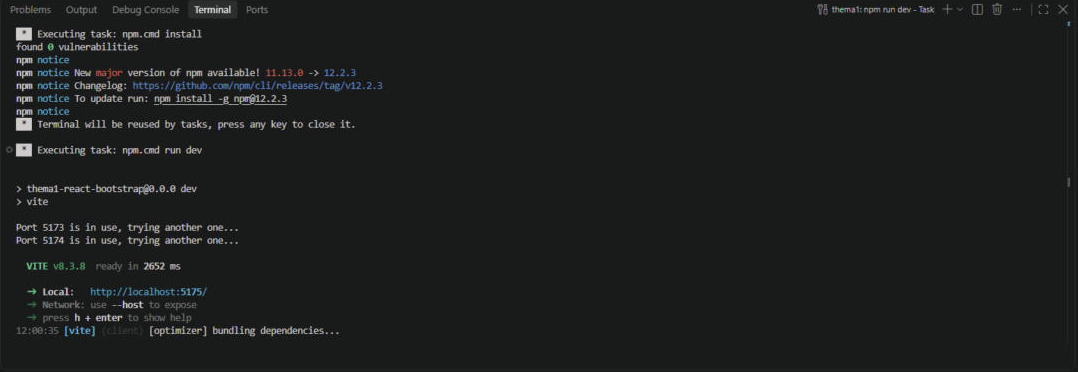 Problems Output Debug Console Terminal Ports thema1: npm run dev - Task
* Executing task: npm.cmd install
found 0 vulnerabilities
npm notice
npm notice New major version of npm available! 11.13.0 -> 12.2.3
npm notice Changelog: https://github.com/npm/cli/releases/tag/v12.2.3
npm notice To update run: npm install -g npm@12.2.3
npm notice
* Terminal will be reused by tasks, press any key to close it.
* Executing task: npm.cmd run dev
> thema1-react-bootstrap@0.0.0 dev
> vite
Port 5173 is in use, trying another one...
Port 5174 is in use, trying another one...
VITE v8.3.8 ready in 2652 ms
➜ Local: http://localhost:5175/
➜ Network: use --host to expose
➜ press h + enter to show help
12:00:35 [vite] (client) [optimizer] bundling dependencies...